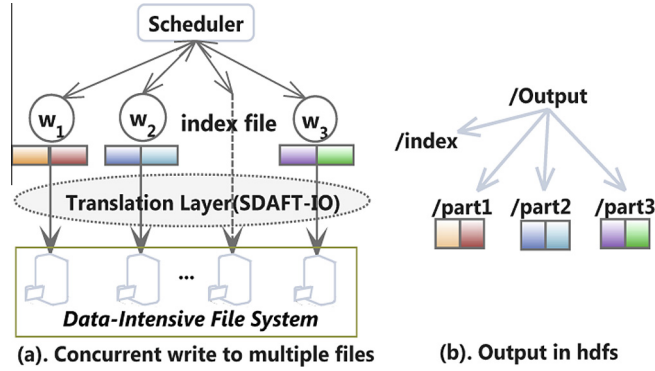 Scheduler
w1
w2
index file
w3
Translation Layer(SDAFT-IO)
...
Data-Intensive File System
(a). Concurrent write to multiple files
/Output
/index
/part1
/part2
/part3
(b). Output in hdfs